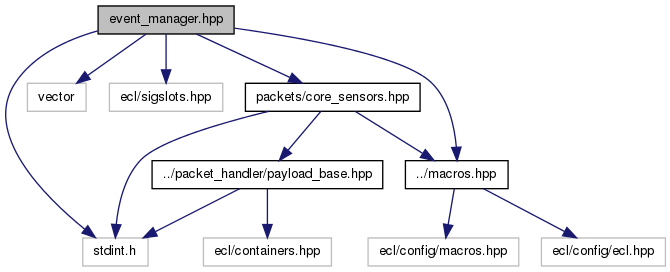 event_manager.hpp
vector
ecl/sigslots.hpp
packets/core_sensors.hpp
../packet_handler/payload_base.hpp
../macros.hpp
stdint.h
ecl/containers.hpp
ecl/config/macros.hpp
ecl/config/ecl.hpp